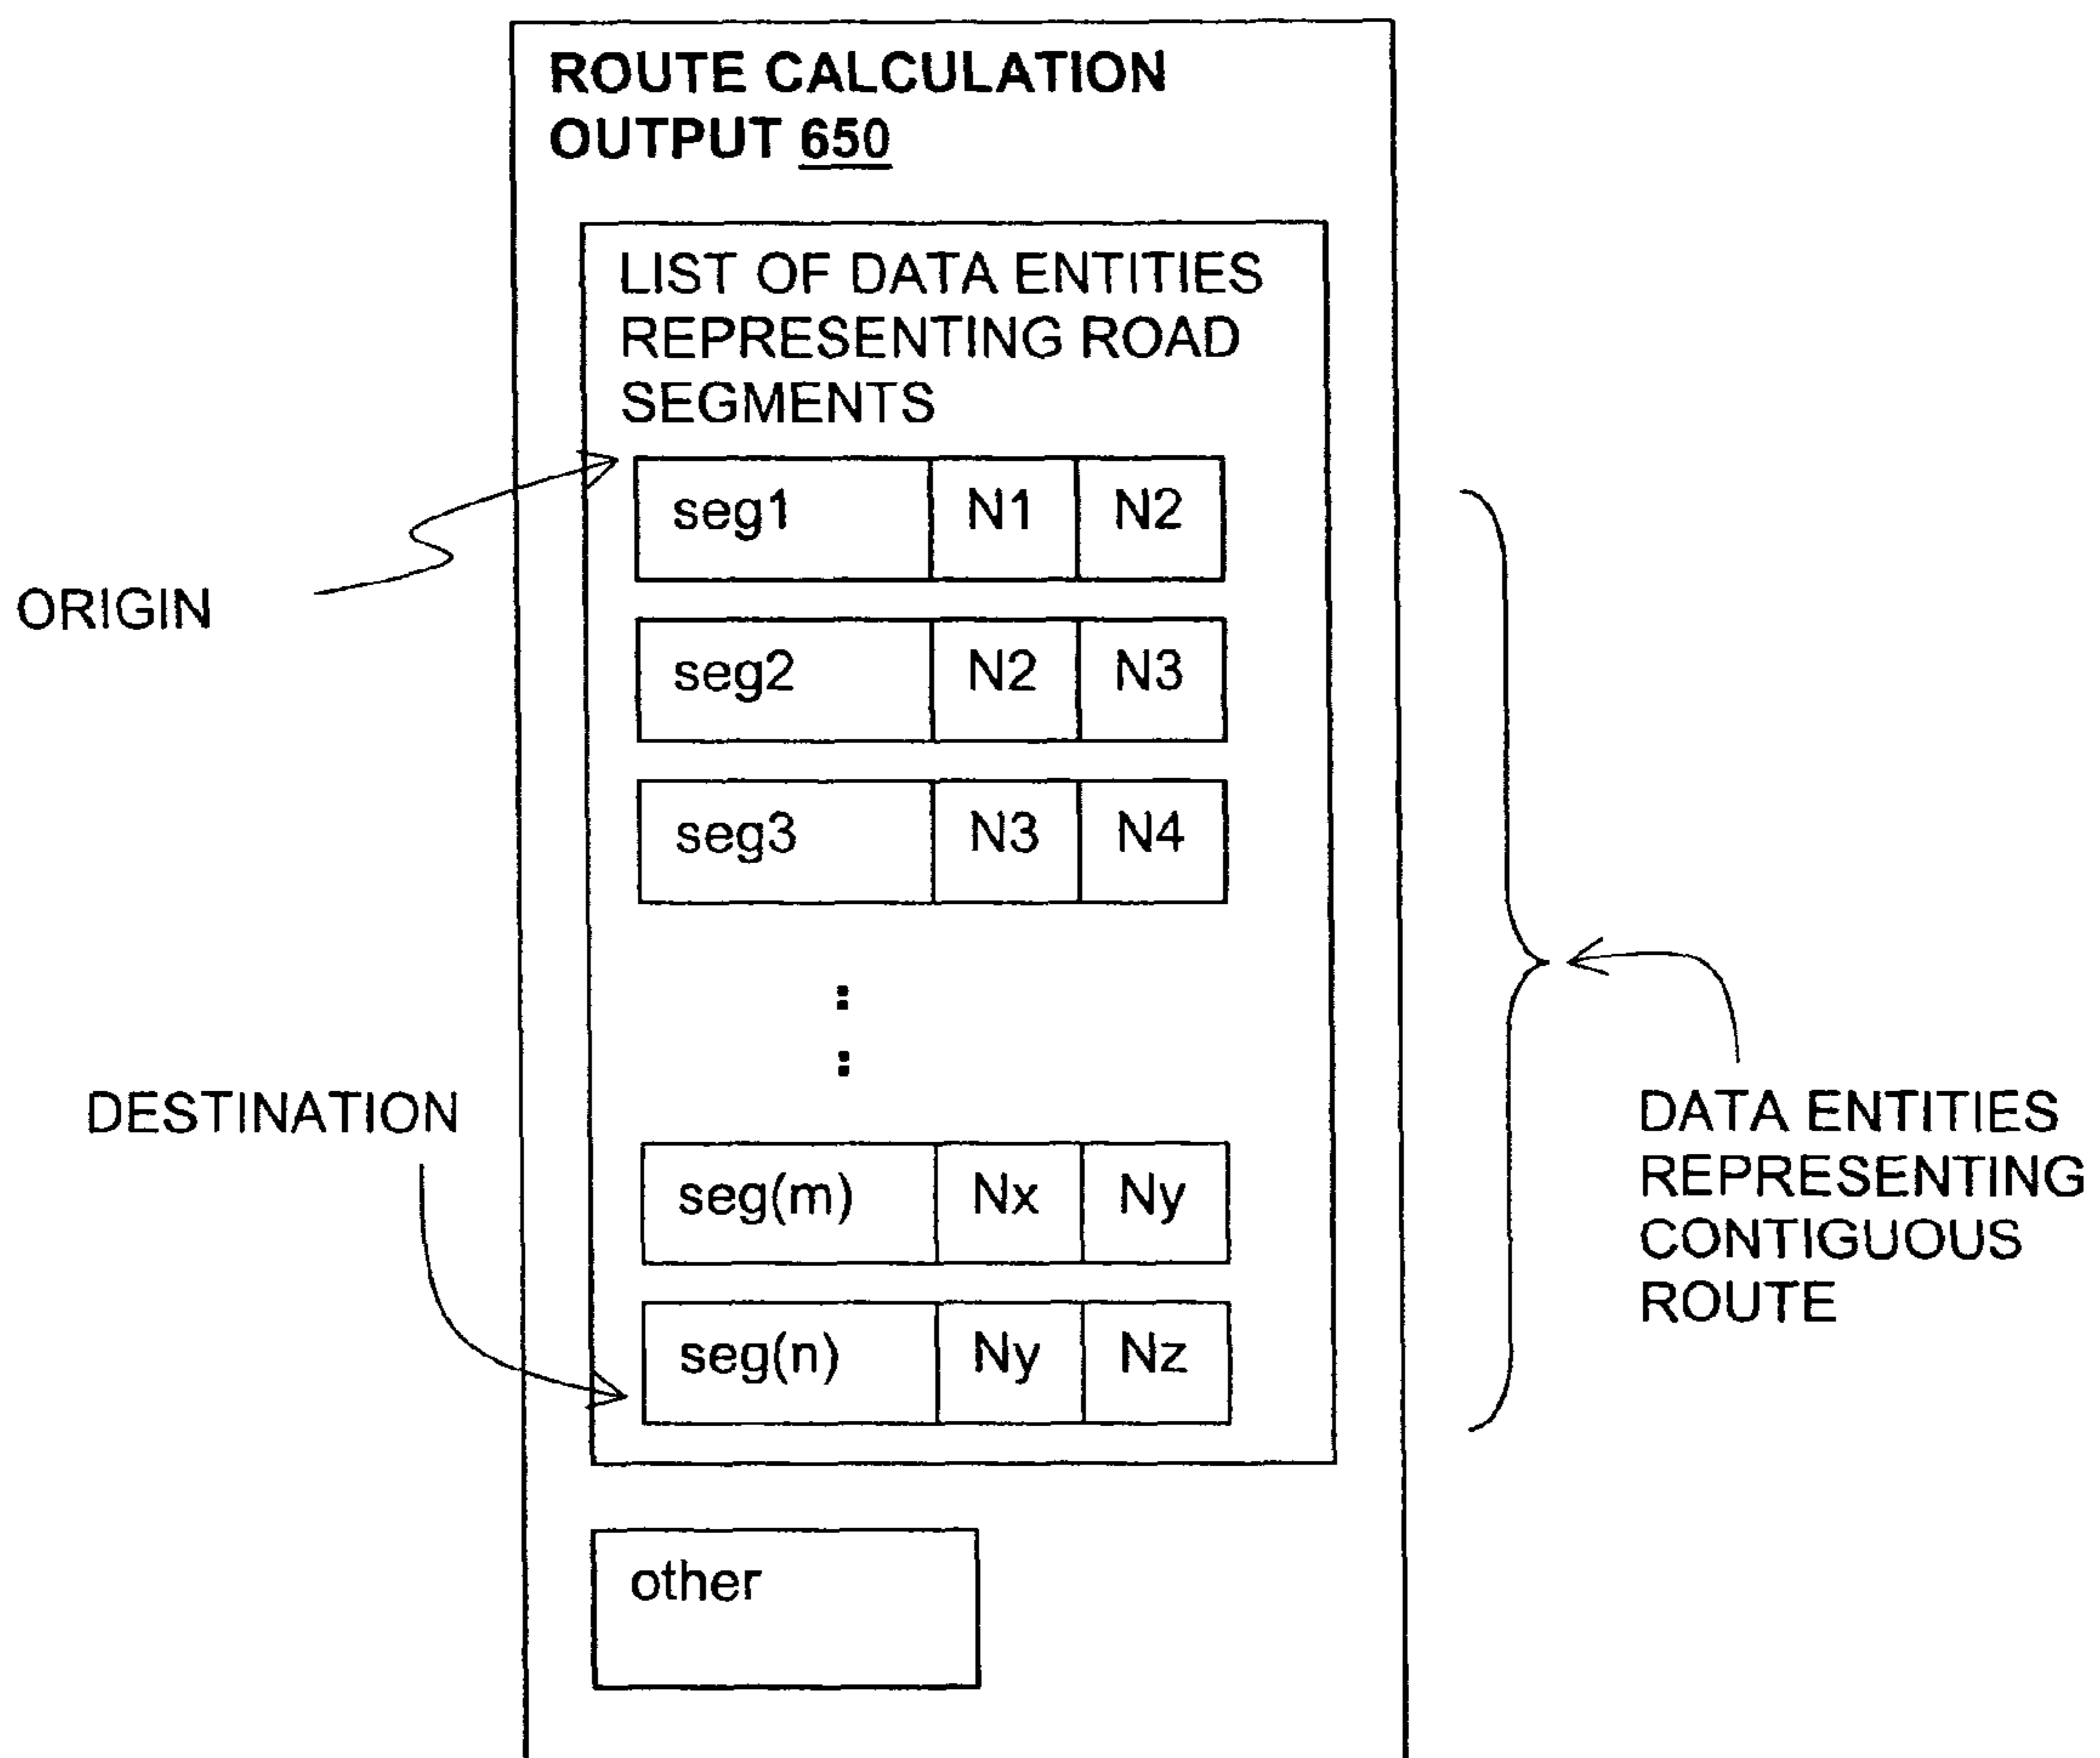 ROUTE CALCULATION
OUTPUT 650
LIST OF DATA ENTITIES
REPRESENTING ROAD
SEGMENTS
seg1 N1 N2
ORIGIN
seg2 N2 N3
seg3 N3 N4
:
:
DESTINATION
seg(m) Nx Ny
seg(n) Ny Nz
DATA ENTITIES
REPRESENTING
CONTIGUOUS
ROUTE
other